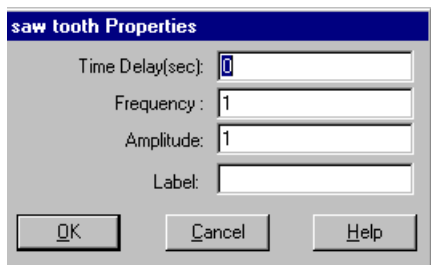 saw tooth Properties
Time Delay(sec): 0
Frequency : 1
Amplitude: 1
Label:
OK Cancel Help